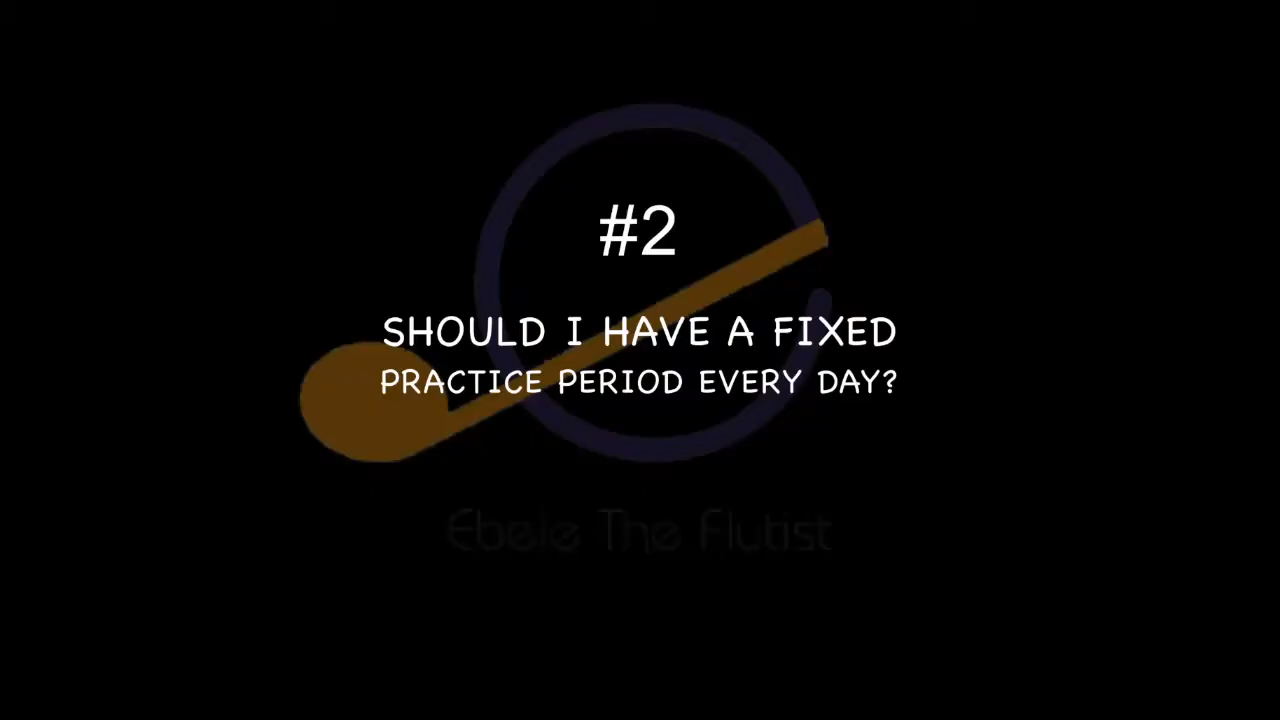 #2
SHOULD I HAVE A FIXED
PRACTICE PERIOD EVERY DAY?
Ebele The Flutist